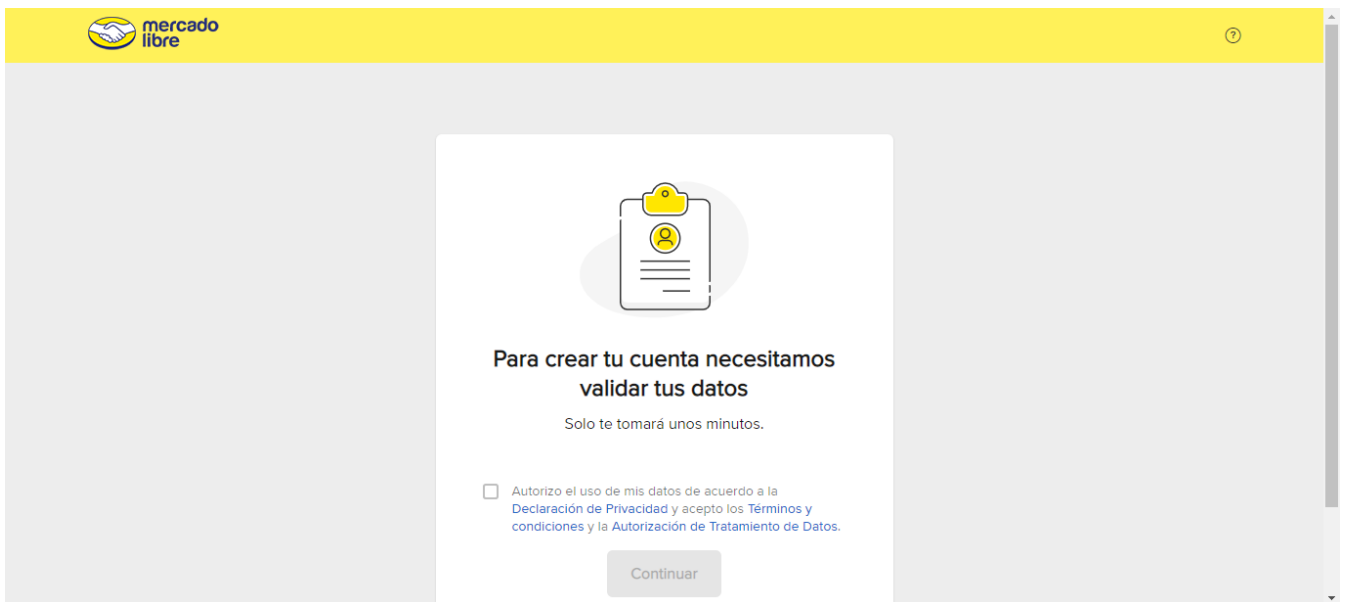 mercado
libre
?
Para crear tu cuenta necesitamos
validar tus datos
Solo te tomará unos minutos.
Autorizo el uso de mis datos de acuerdo a la
Declaración de Privacidad y acepto los Términos y
condiciones y la Autorización de Tratamiento de Datos.
Continuar